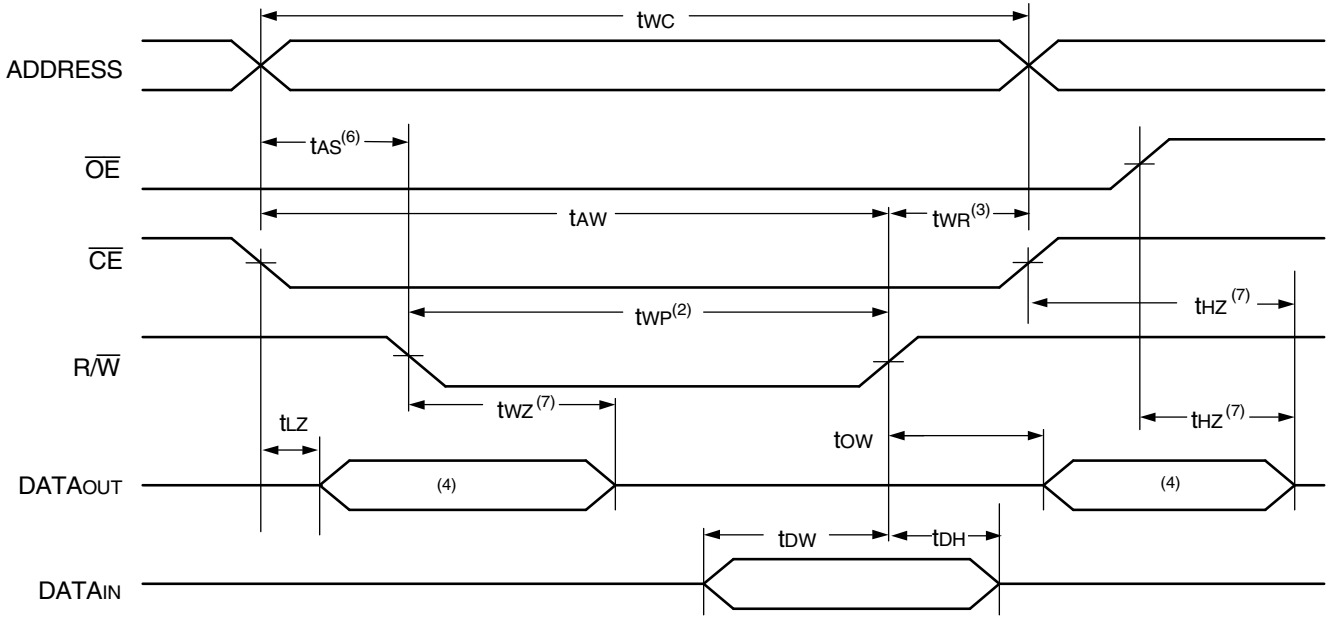 tWC
ADDRESS
tAS(6)
OE
tAW
tWR(3)
CE
tWP(2)
tHZ(7)
R/W
tWZ(7)
tLZ
tHZ(7)
tOW
DATAOUT
(4)
(4)
tDW
tDH
DATAIN